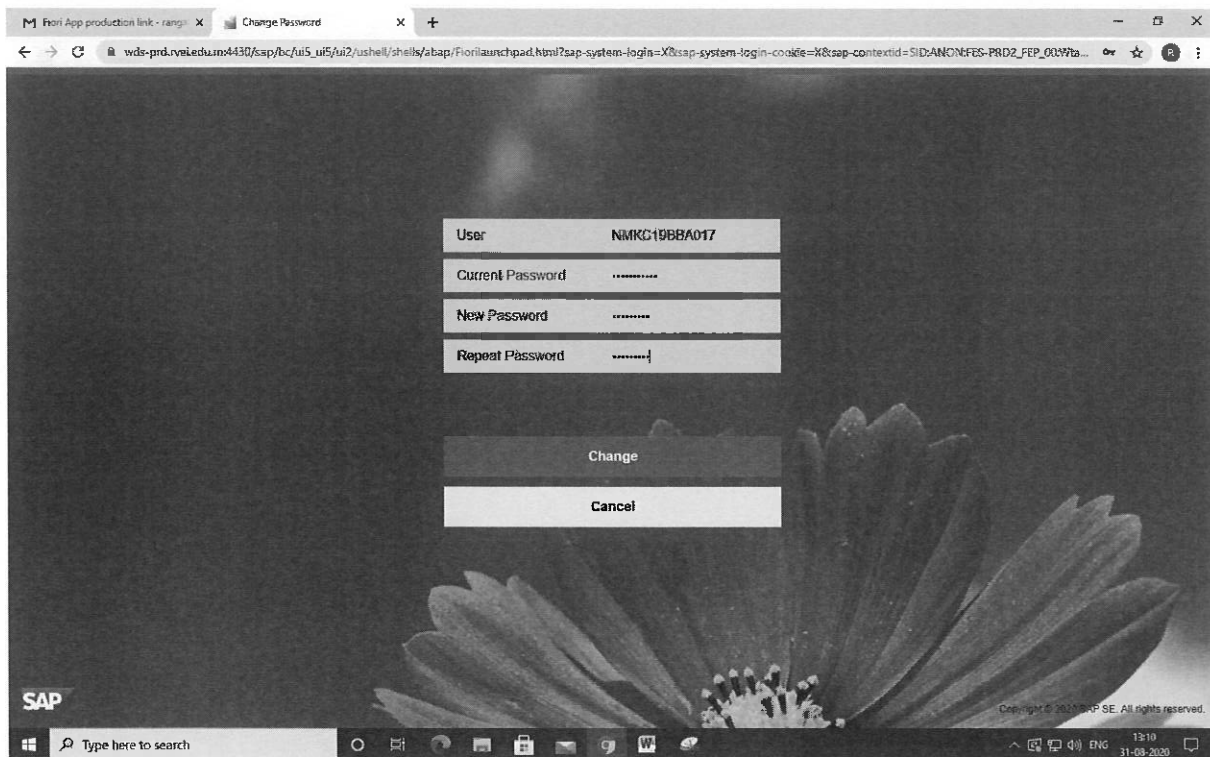 Fiori App production link - rang
Change Password
wds-prd.rvei.edu.in:4430/sap/bc/ui5_ui5/ui2/ushell/shells/abap/Fiorilaunchpad.html?sap-system-login=X&sap-system-login-cookie=X&sap-contextid=SID:ANON:FES-PRD2_FEP_00:
R
User NMKC19BBA017
Current Password
New Password
Repeat Password
Change
Cancel
SAP
Copyright © 2020 SAP SE. All rights reserved.
Type here to search
W
ENG
13:10
31-08-2020